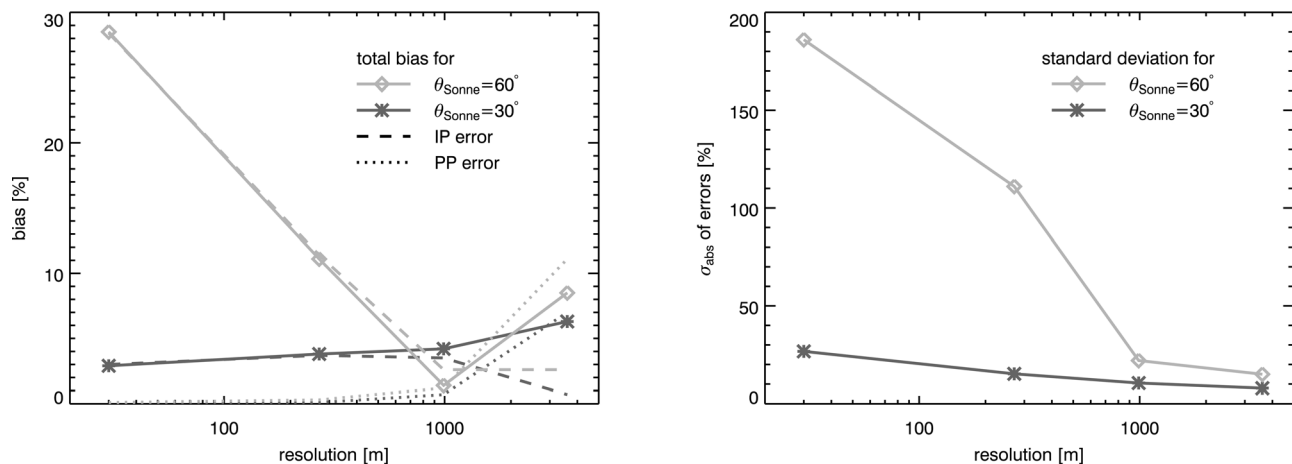 30
20
10
0
bias [%]
total bias for
θSonne=60°
θSonne=30°
IP error
PP error
100
1000
resolution [m]
200
150
100
50
0
σabs of errors [%]
standard deviation for
θSonne=60°
θSonne=30°
100
1000
resolution [m]